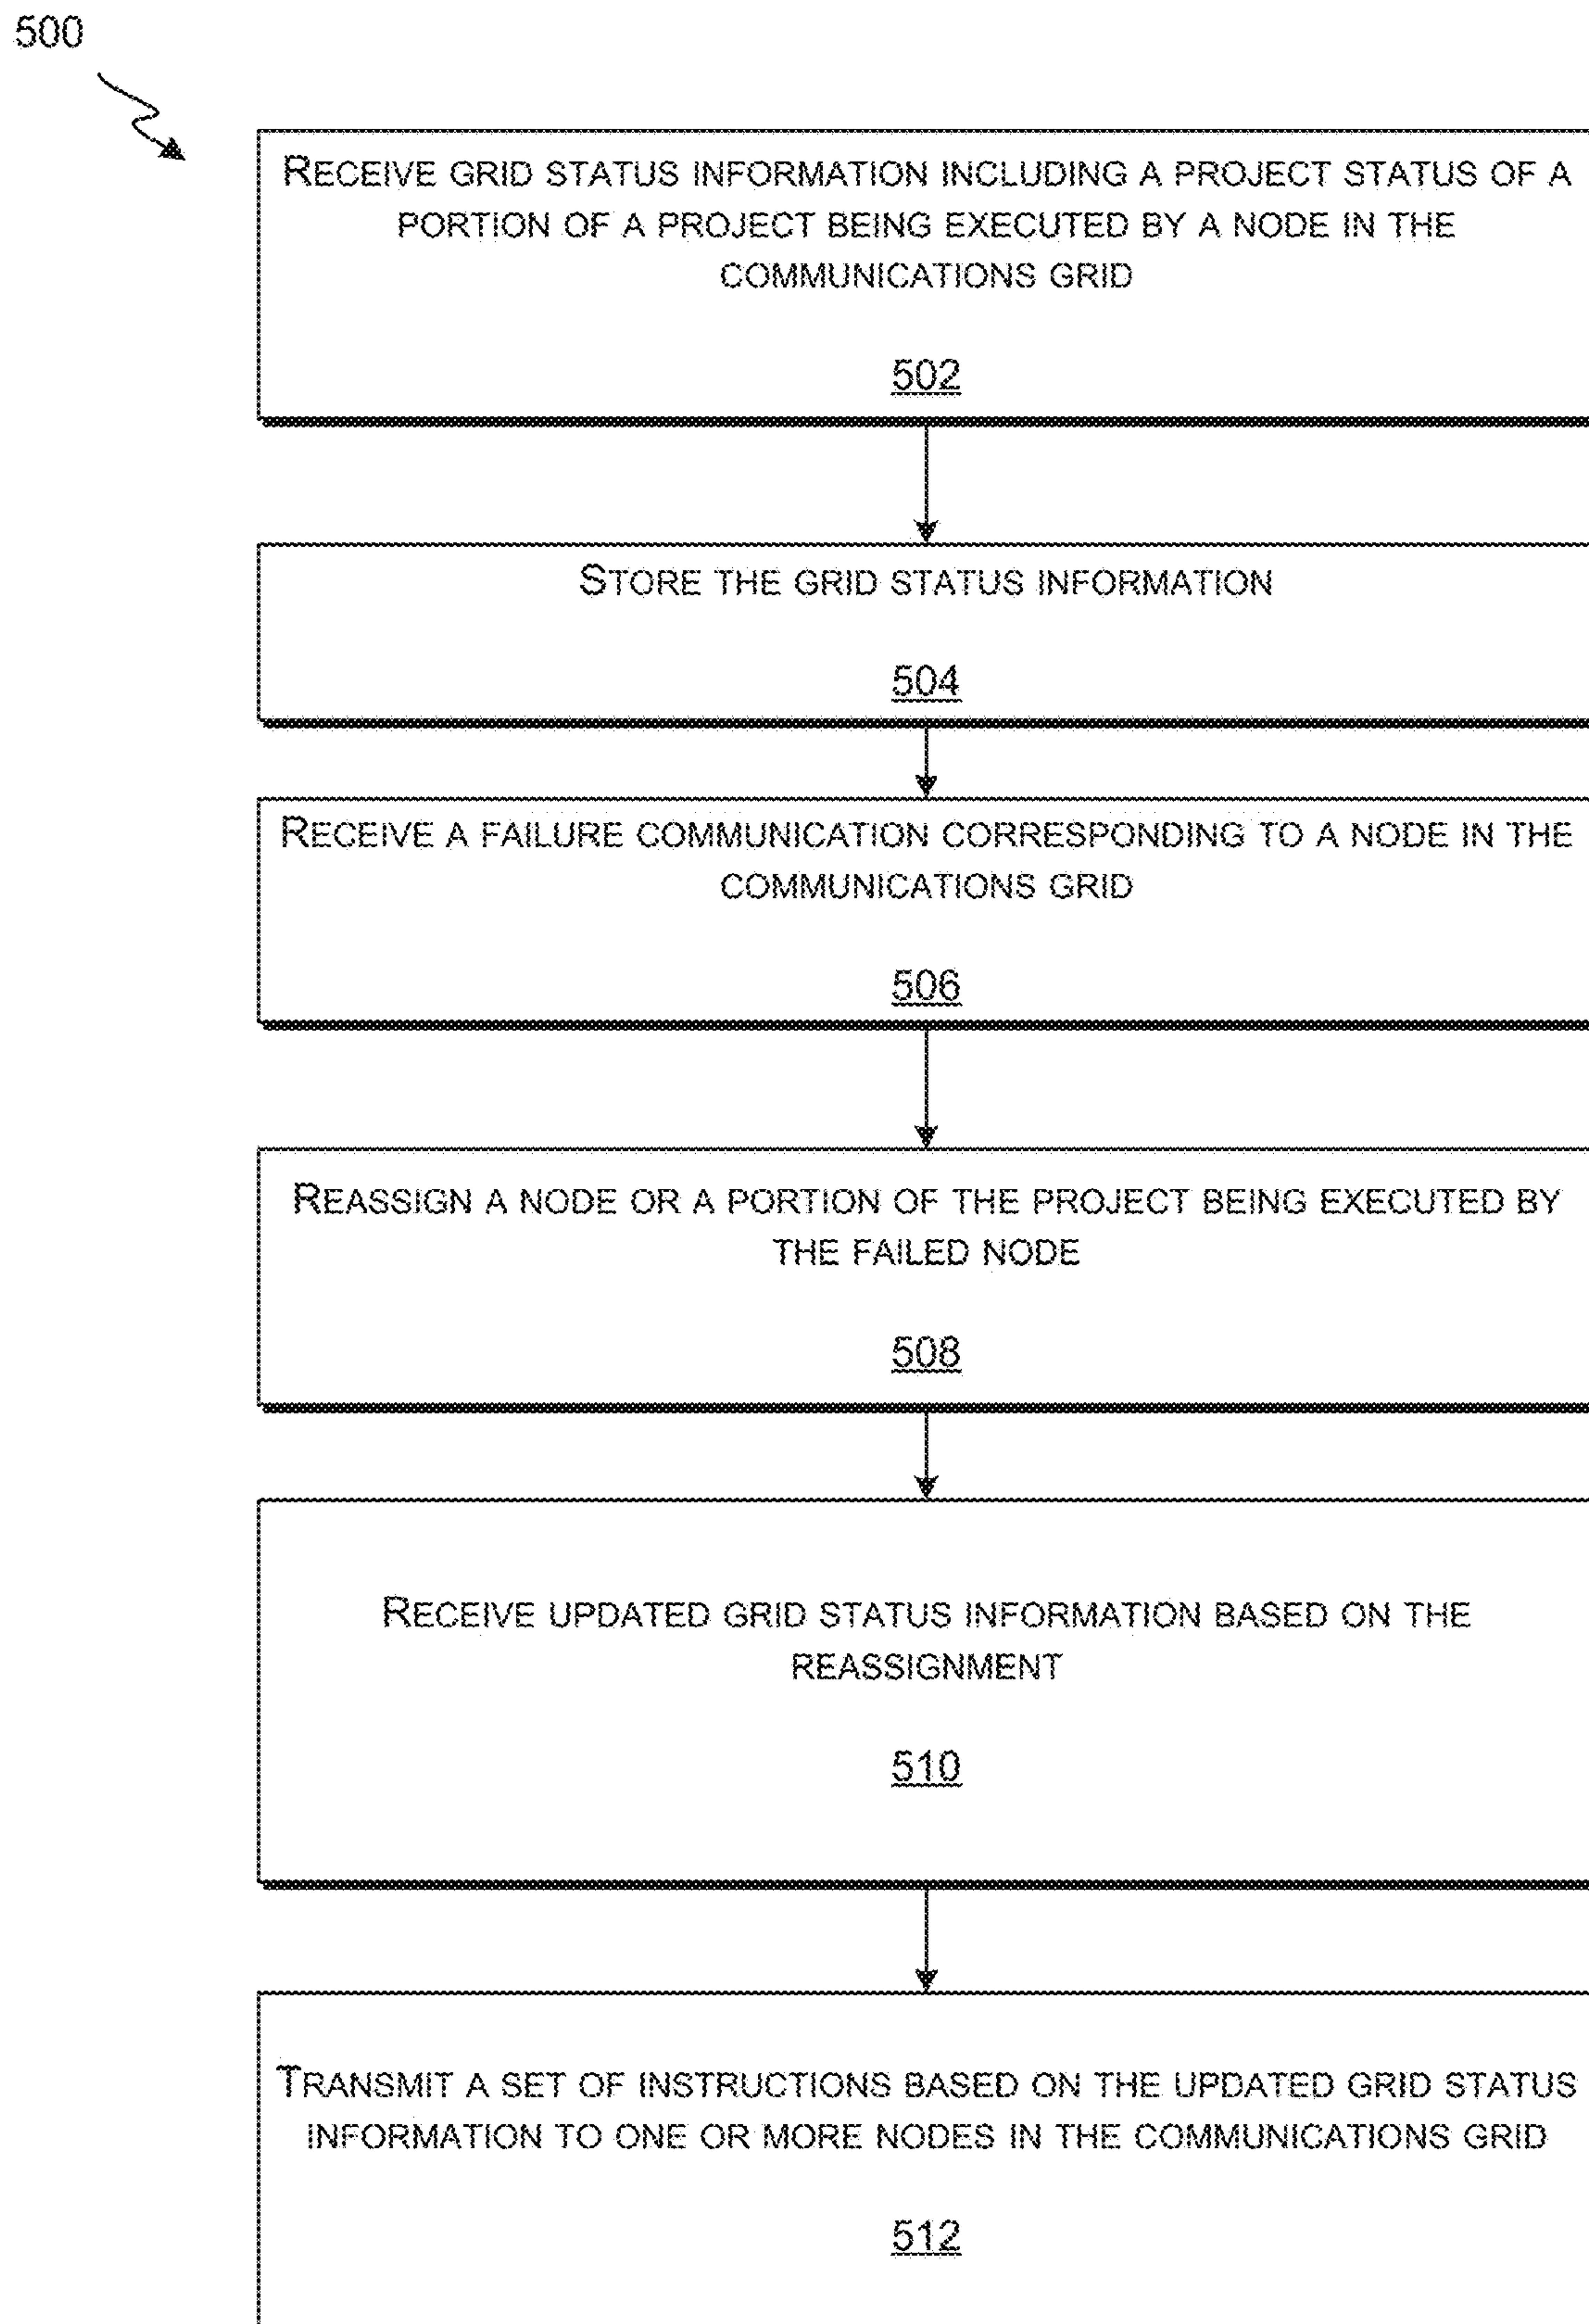 500
RECEIVE GRID STATUS INFORMATION INCLUDING A PROJECT STATUS OF A
PORTION OF A PROJECT BEING EXECUTED BY A NODE IN THE
COMMUNICATIONS GRID
502
STORE THE GRID STATUS INFORMATION
504
RECEIVE A FAILURE COMMUNICATION CORRESPONDING TO A NODE IN THE
COMMUNICATIONS GRID
506
REASSIGN A NODE OR A PORTION OF THE PROJECT BEING EXECUTED BY
THE FAILED NODE
508
RECEIVE UPDATED GRID STATUS INFORMATION BASED ON THE
REASSIGNMENT
510
TRANSMIT A SET OF INSTRUCTIONS BASED ON THE UPDATED GRID STATUS
INFORMATION TO ONE OR MORE NODES IN THE COMMUNICATIONS GRID
512